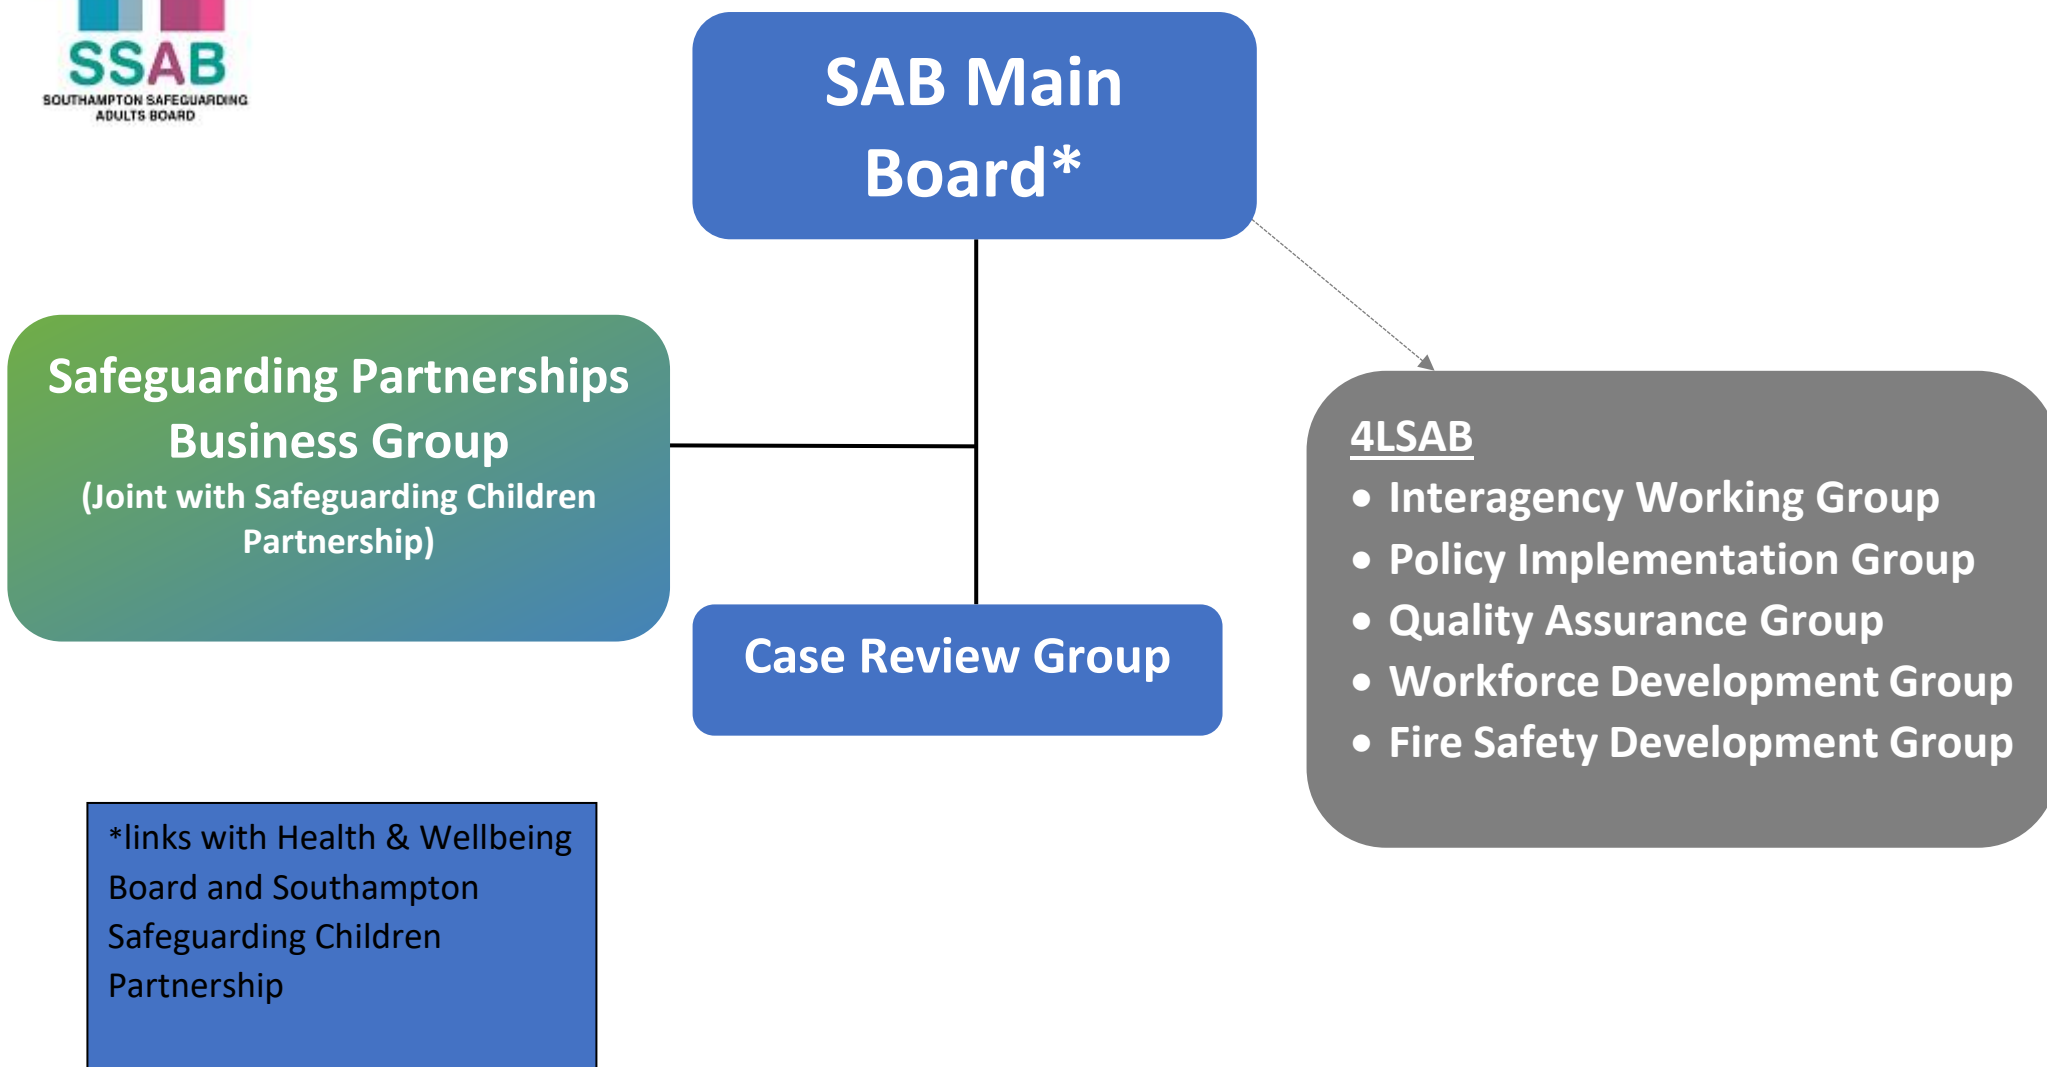 SSAB
SOUTHAMPTON SAFEGUARDING
ADULTS BOARD
SAB Main
Board*
Safeguarding Partnerships
Business Group
(Joint with Safeguarding Children
Partnership)
Case Review Group
4LSAB
• Interagency Working Group
• Policy Implementation Group
• Quality Assurance Group
• Workforce Development Group
• Fire Safety Development Group
*links with Health & Wellbeing
Board and Southampton
Safeguarding Children
Partnership